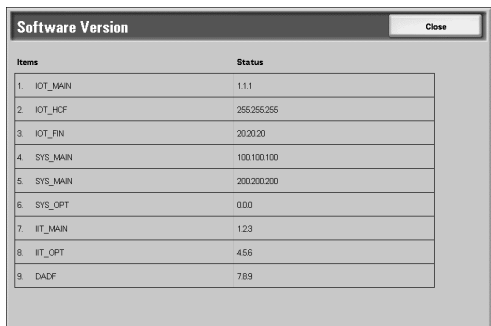 Software Version
Close
Items Status
1. IOT_MAIN 1.1.1
2. IOT_HCF 255.255.255
3. IOT_FIN 20.20.20
4. SYS_MAIN 100.100.100
5. SYS_MAIN 200.200.200
6. SYS_OPT 0.0.0
7. IIT_MAIN 1.2.3
8. IIT_OPT 4.5.6
9. DADF 7.8.9